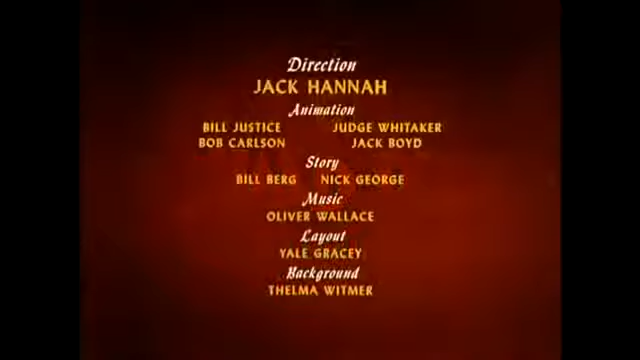 Direction
JACK HANNAH
Animation
BILL JUSTICE JUDGE WHITAKER
BOB CARLSON JACK BOYD
Story
BILL BERG NICK GEORGE
Music
OLIVER WALLACE
Layout
YALE GRACEY
Background
THELMA WITMER